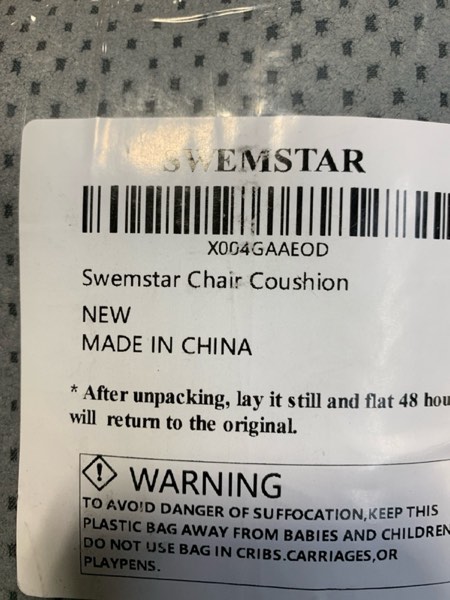 SWEMSTAR
X004GAAEOD
Swemstar Chair Coushion
NEW
MADE IN CHINA
* After unpacking, lay it still and flat 48 hou
will return to the original.
WARNING
TO AVOID DANGER OF SUFFOCATION,KEEP THIS
PLASTIC BAG AWAY FROM BABIES AND CHILDREN
DO NOT USE BAG IN CRIBS.CARRIAGES,OR
PLAYPENS.